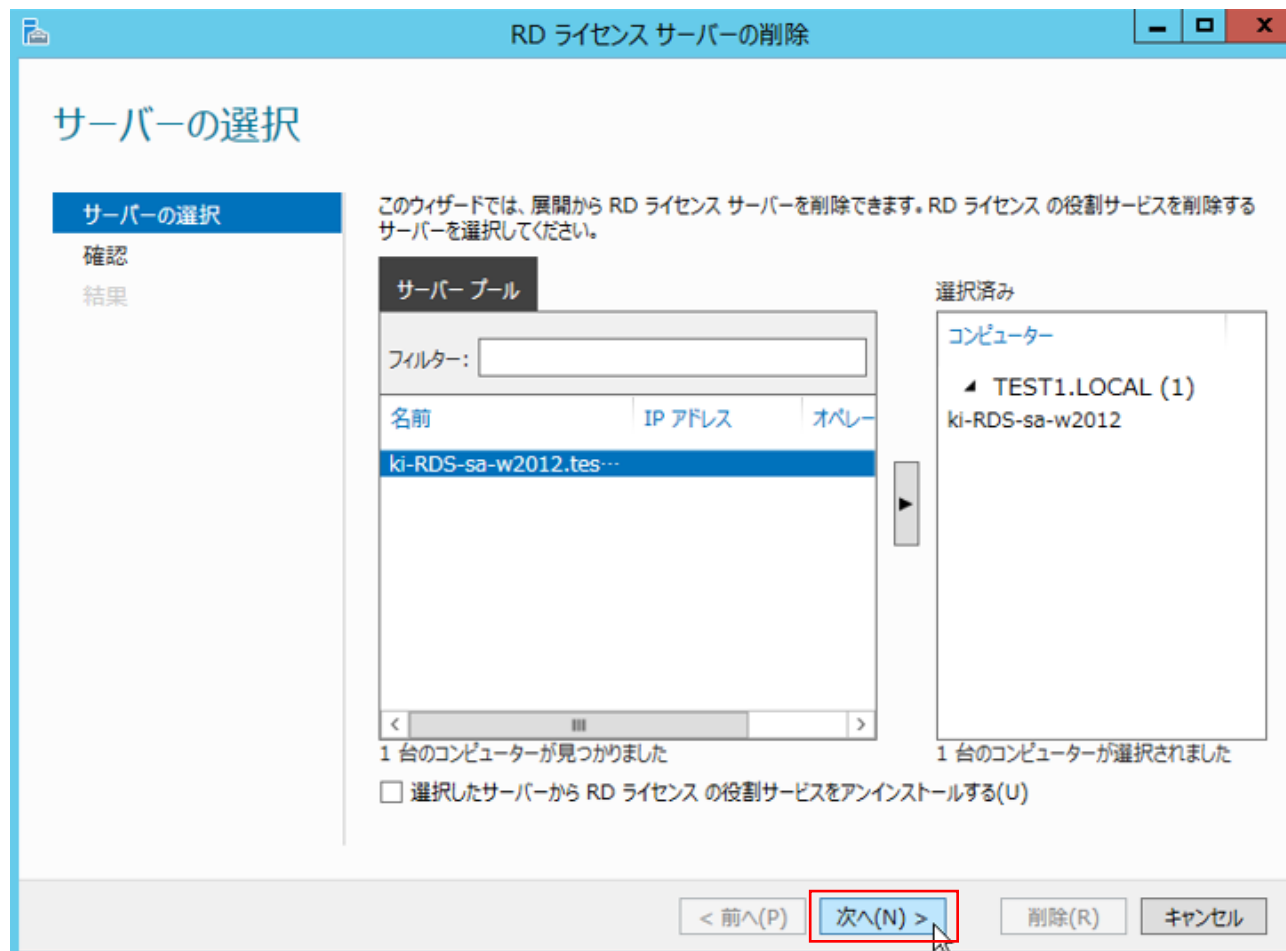 RD ライセンス サーバーの削除
サーバーの選択
サーバーの選択
確認
結果
このウィザードでは、展開から RD ライセンス サーバーを削除できます。RD ライセンス の役割サービスを削除する
サーバーを選択してください。
サーバー プール
フィルター:
名前 IP アドレス オペレー
ki-RDS-sa-w2012.tes…
1 台のコンピューターが見つかりました
選択済み
コンピューター
TEST1.LOCAL (1)
ki-RDS-sa-w2012
1 台のコンピューターが選択されました
選択したサーバーから RD ライセンス の役割サービスをアンインストールする(U)
< 前へ(P) 次へ(N) > 削除(R) キャンセル